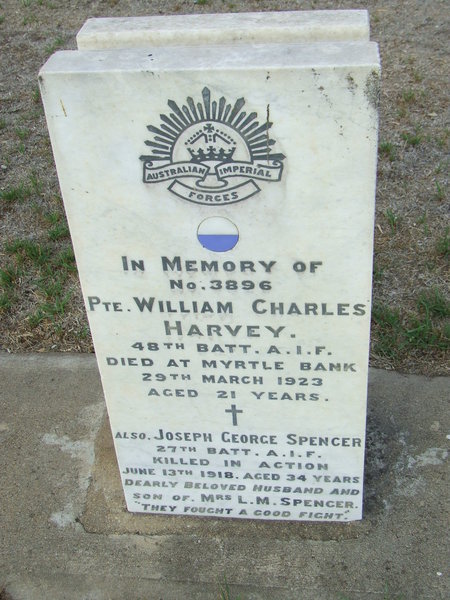 AUSTRALIAN IMPERIAL
FORCES
IN MEMORY OF
No. 3896
PTE. WILLIAM CHARLES
HARVEY.
48TH BATT. A.I.F.
DIED AT MYRTLE BANK
29TH MARCH 1923
AGED 21 YEARS.
ALSO. JOSEPH GEORGE SPENCER
27TH BATT. A.I.F.
KILLED IN ACTION
JUNE 13TH 1918. AGED 34 YEARS
DEARLY BELOVED HUSBAND AND
SON OF. MRS L.M. SPENCER.
"THEY FOUGHT A GOOD FIGHT."